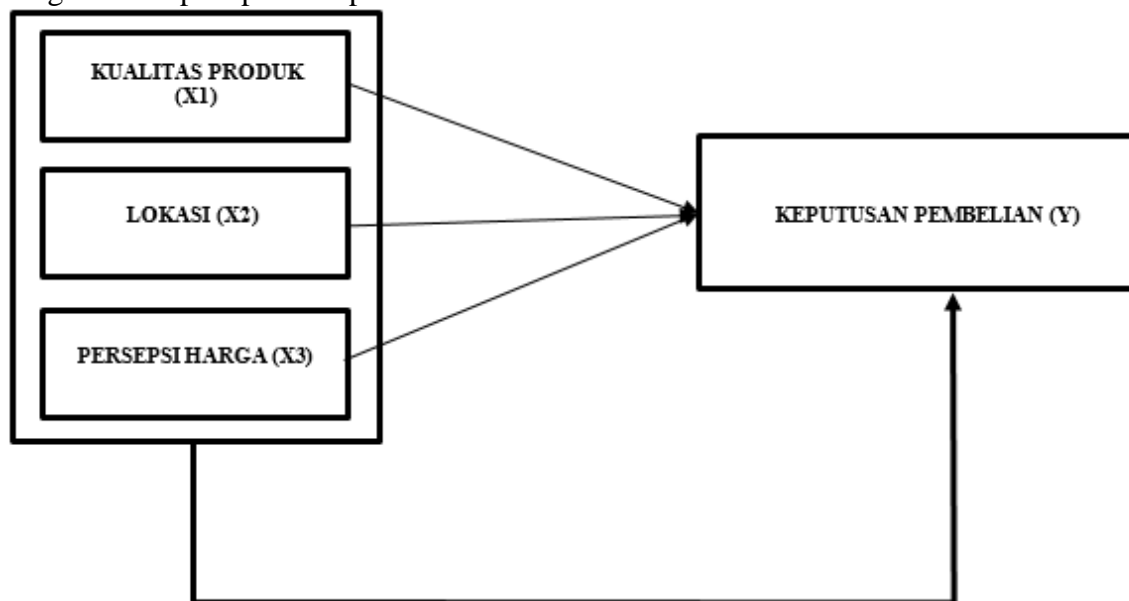 KUALITAS PRODUK
(X1)
LOKASI (X2)
PERSEPSI HARGA (X3)
KEPUTUSAN PEMBELIAN (Y)